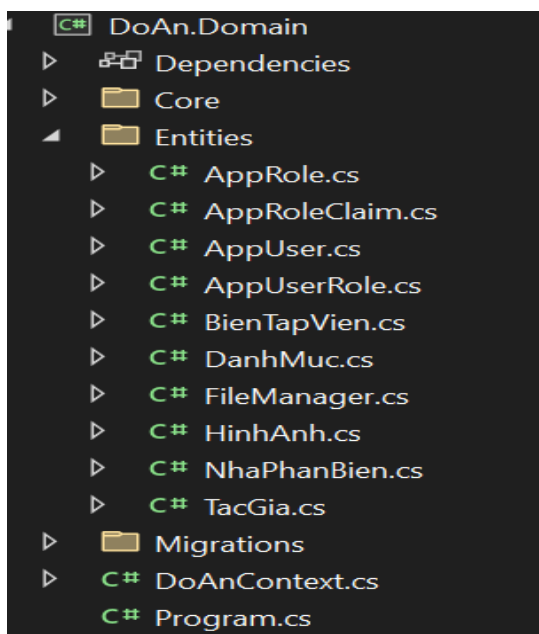 C# DoAn.Domain
Dependencies
Core
Entities
C# AppRole.cs
C# AppRoleClaim.cs
C# AppUser.cs
C# AppUserRole.cs
C# BienTapVien.cs
C# DanhMuc.cs
C# FileManager.cs
C# HinhAnh.cs
C# NhaPhanBien.cs
C# TacGia.cs
Migrations
C# DoAnContext.cs
C# Program.cs